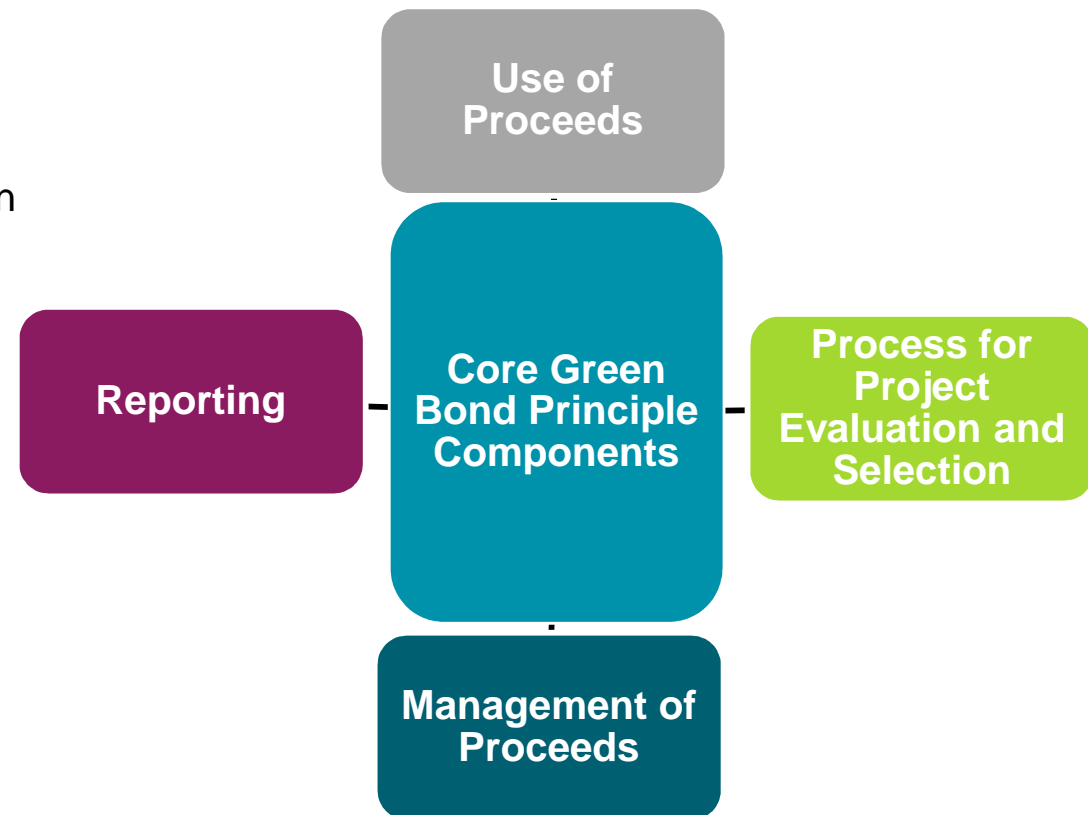 Use of
Proceeds
Core Green
Bond Principle
Components
Reporting
Process for
Project
Evaluation and
Selection
Management of
Proceeds